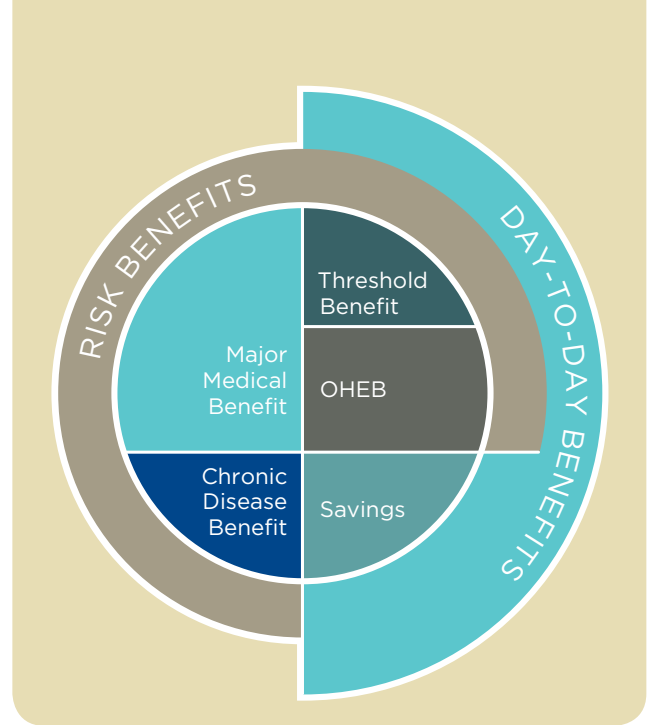 RISK BENEFITS
DAY-TO-DAY BENEFITS
Threshold
Benefit
Major
Medical
Benefit
OHEB
Chronic
Disease
Benefit
Savings